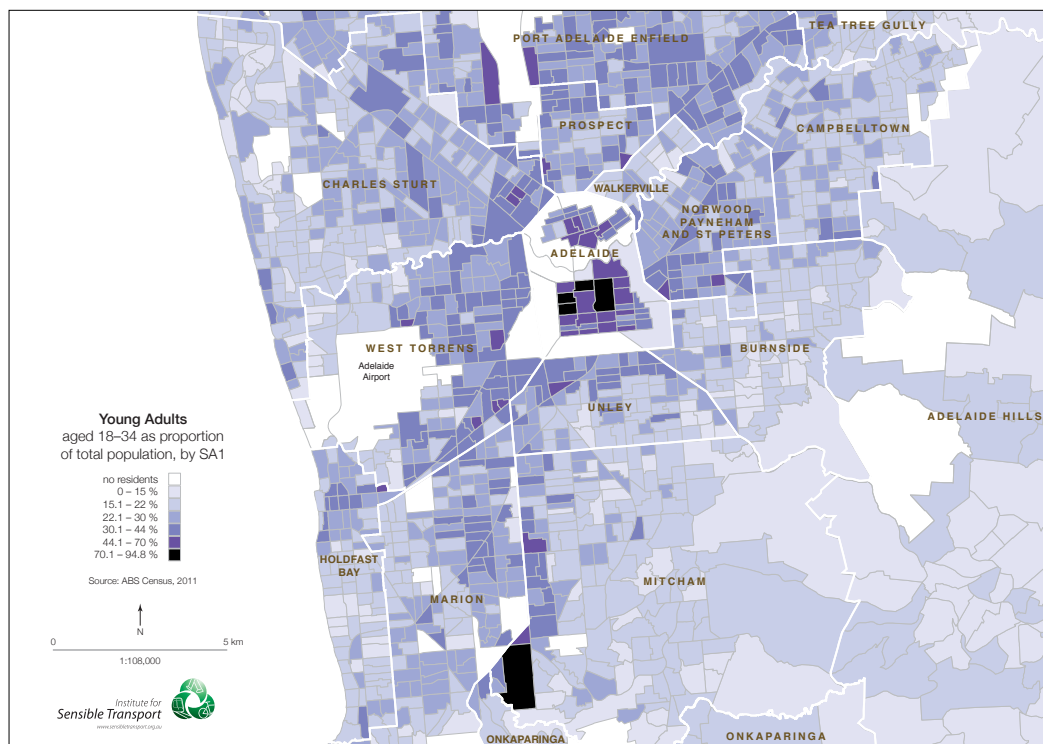 PORT ADELAIDE ENFIELD
TEA TREE GULLY
PROSPECT
CAMPBELLTOWN
CHARLES STURT
WALKERVILLE
NORWOOD
PAYNEHAM
AND ST PETERS
ADELAIDE
WEST TORRENS
BURNSIDE
Adelaide
Airport
UNLEY
ADELAIDE HILLS
Young Adults
aged 18–34 as proportion
of total population, by SA1
no residents
0 – 15 %
15.1 – 22 %
22.1 – 30 %
30.1 – 44 %
44.1 – 70 %
70.1 – 94.8 %
Source: ABS Census, 2011
HOLDFAST
BAY
MITCHAM
MARION
N
0 5 km
1:108,000
Institute for
Sensible Transport
www.sensibletransport.org.au
ONKAPARINGA
ONKAPARINGA